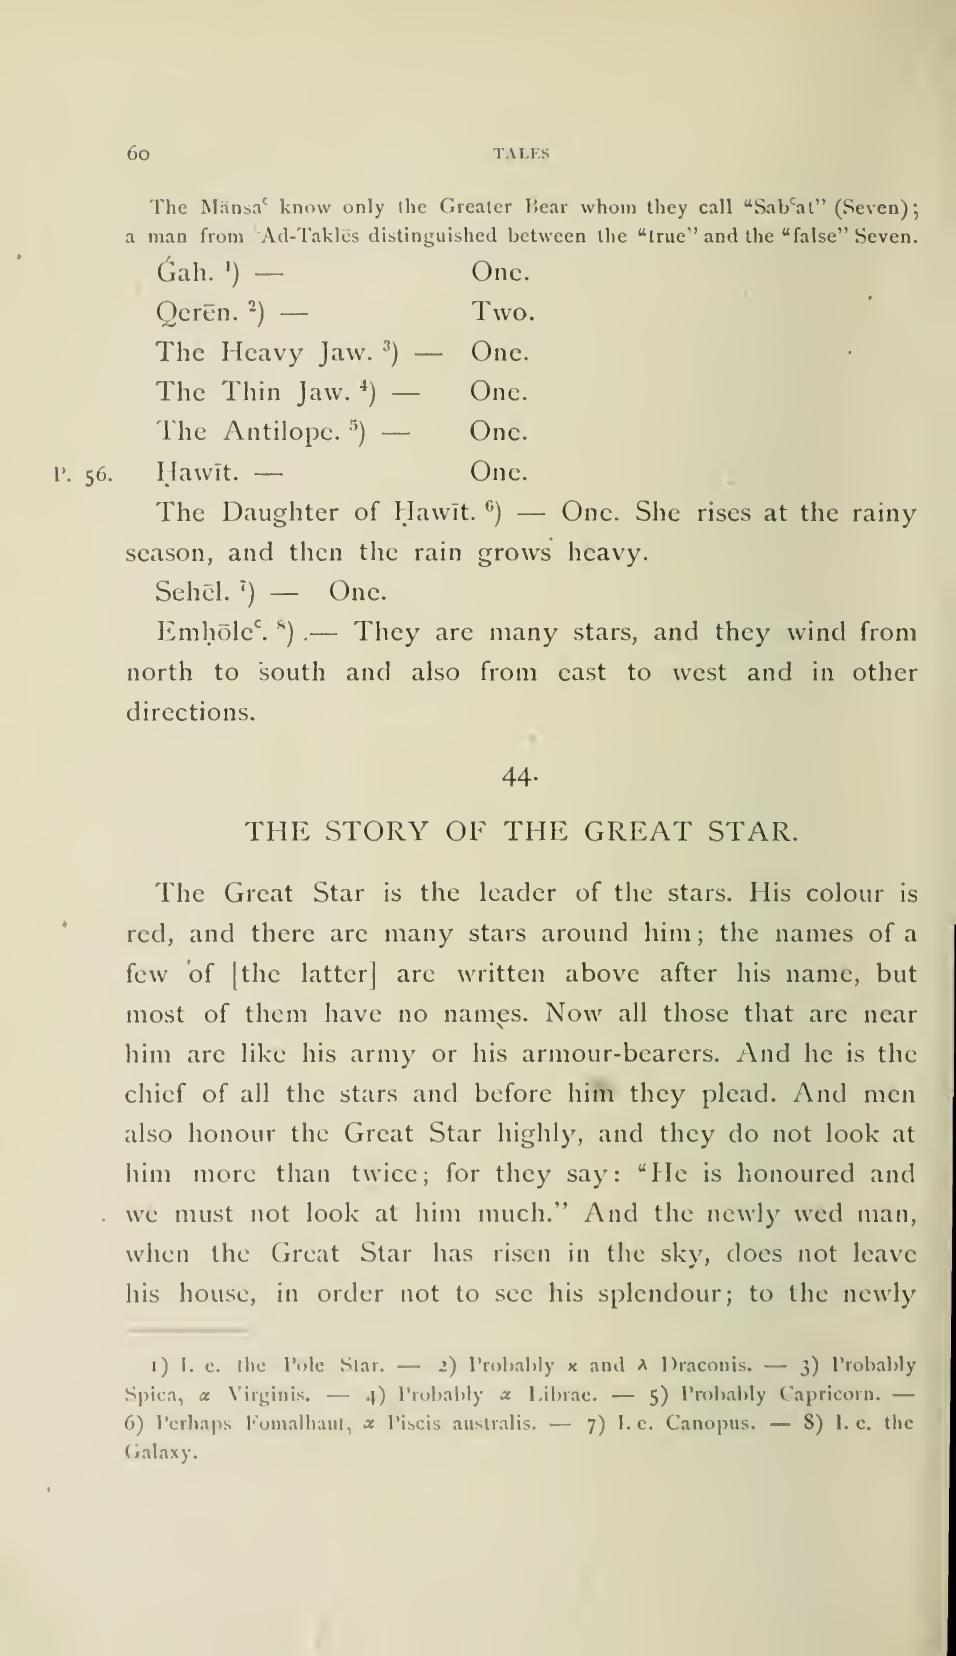 60 TALES
The Mänsaʿ know only the Greater Bear whom they call “Sabʿat” (Seven);
a man from ʿAd-Taklēs distinguished between the “true” and the “false” Seven.
Ǵah. ¹) — One.
Qerēn. ²) — Two.
The Heavy Jaw. ³) — One.
The Thin Jaw. ⁴) — One.
The Antilope. ⁵) — One.
P. 56. Ḥawīt. — One.
The Daughter of Ḥawīt. ⁶) — One. She rises at the rainy
season, and then the rain grows heavy.
Sehēl. ⁷) — One.
Emḥōleʿ. ⁸) — They are many stars, and they wind from
north to south and also from east to west and in other
directions.
44.
THE STORY OF THE GREAT STAR.
The Great Star is the leader of the stars. His colour is
red, and there are many stars around him; the names of a
few of [the latter] are written above after his name, but
most of them have no names. Now all those that are near
him are like his army or his armour-bearers. And he is the
chief of all the stars and before him they plead. And men
also honour the Great Star highly, and they do not look at
him more than twice; for they say: “He is honoured and
we must not look at him much.” And the newly wed man,
when the Great Star has risen in the sky, does not leave
his house, in order not to see his splendour; to the newly
1) I. e. the Pole Star. — 2) Probably κ and λ Draconis. — 3) Probably
Spica, α Virginis. — 4) Probably α Librae. — 5) Probably Capricorn. —
6) Perhaps Fomalhaut, α Piscis australis. — 7) I. e. Canopus. — 8) I. e. the
Galaxy.